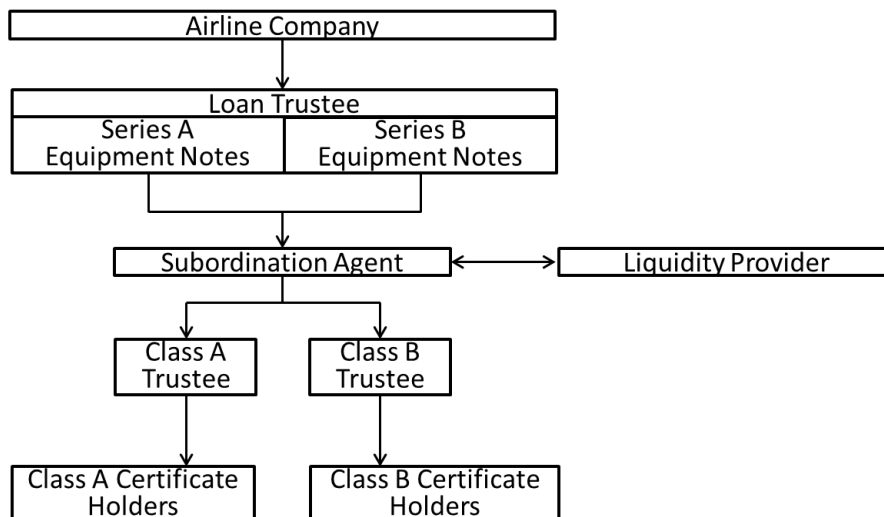 Airline Company
Loan Trustee
Series A
Equipment Notes
Series B
Equipment Notes
Subordination Agent
Liquidity Provider
Class A
Trustee
Class B
Trustee
Class A Certificate
Holders
Class B Certificate
Holders